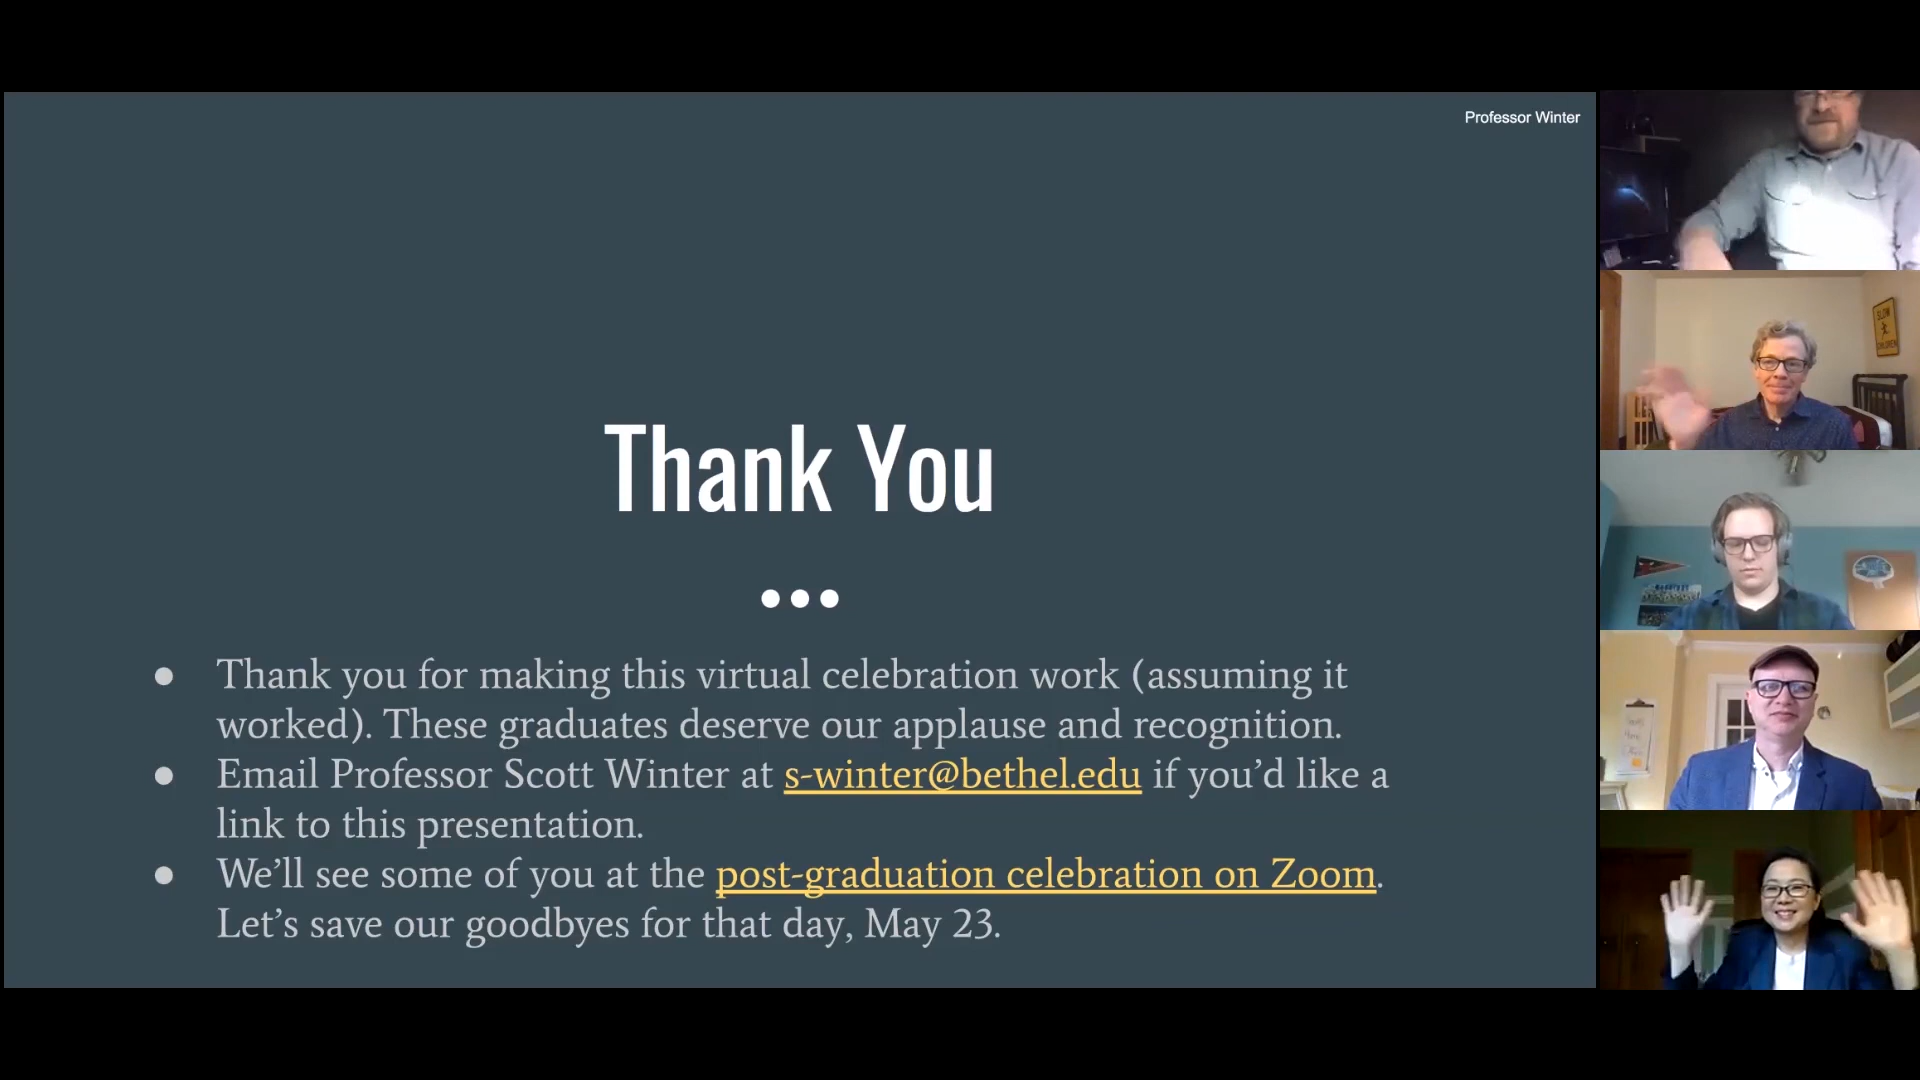 Professor Winter
Thank You
Thank you for making this virtual celebration work (assuming it
worked). These graduates deserve our applause and recognition.
Email Professor Scott Winter at s-winter@bethel.edu if you’d like a
link to this presentation.
We’ll see some of you at the post-graduation celebration on Zoom.
Let’s save our goodbyes for that day, May 23.
SLOW
CHILDREN